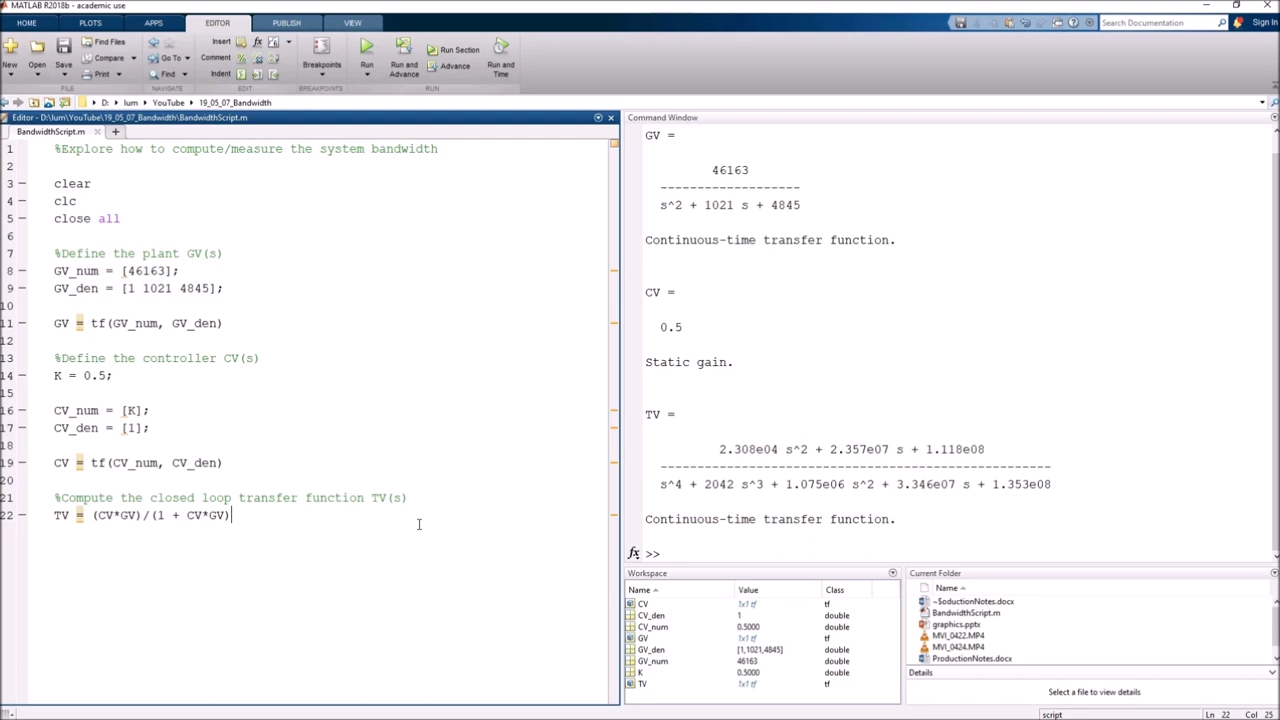 MATLAB R2018b - academic use
HOME PLOTS APPS EDITOR PUBLISH VIEW
Search Documentation Sign In
New Open Save Find Files Compare Print
Go To Find
Insert Comment Indent
Breakpoints Run Run and Advance Run Section Advance Run and Time
FILE NAVIGATE EDIT BREAKPOINTS RUN
D: lum YouTube 19_05_07_Bandwidth
Editor - D:\lum\YouTube\19_05_07_Bandwidth\BandwidthScript.m
BandwidthScript.m
1 %Explore how to compute/measure the system bandwidth
2
3 clear
4 clc
5 close all
6
7 %Define the plant GV(s)
8 GV_num = [46163];
9 GV_den = [1 1021 4845];
10
11 GV = tf(GV_num, GV_den)
12
13 %Define the controller CV(s)
14 K = 0.5;
15
16 CV_num = [K];
17 CV_den = [1];
18
19 CV = tf(CV_num, CV_den)
20
21 %Compute the closed loop transfer function TV(s)
22 TV = (CV*GV)/(1 + CV*GV)
Command Window
GV =
46163
-------------------
s^2 + 1021 s + 4845
Continuous-time transfer function.
CV =
0.5
Static gain.
TV =
2.308e04 s^2 + 2.357e07 s + 1.118e08
-----------------------------------------------------
s^4 + 2042 s^3 + 1.075e06 s^2 + 3.346e07 s + 1.353e08
Continuous-time transfer function.
fx >>
Workspace
Name Value Class
CV 1x1 tf tf
CV_den 1 double
CV_num 0.5000 double
GV 1x1 tf tf
GV_den [1,1021,4845] double
GV_num 46163 double
K 0.5000 double
TV 1x1 tf tf
Current Folder
Name
~$oductionNotes.docx
BandwidthScript.m
graphics.pptx
MVI_0422.MP4
MVI_0424.MP4
ProductionNotes.docx
Details
Select a file to view details
script Ln 22 Col 25